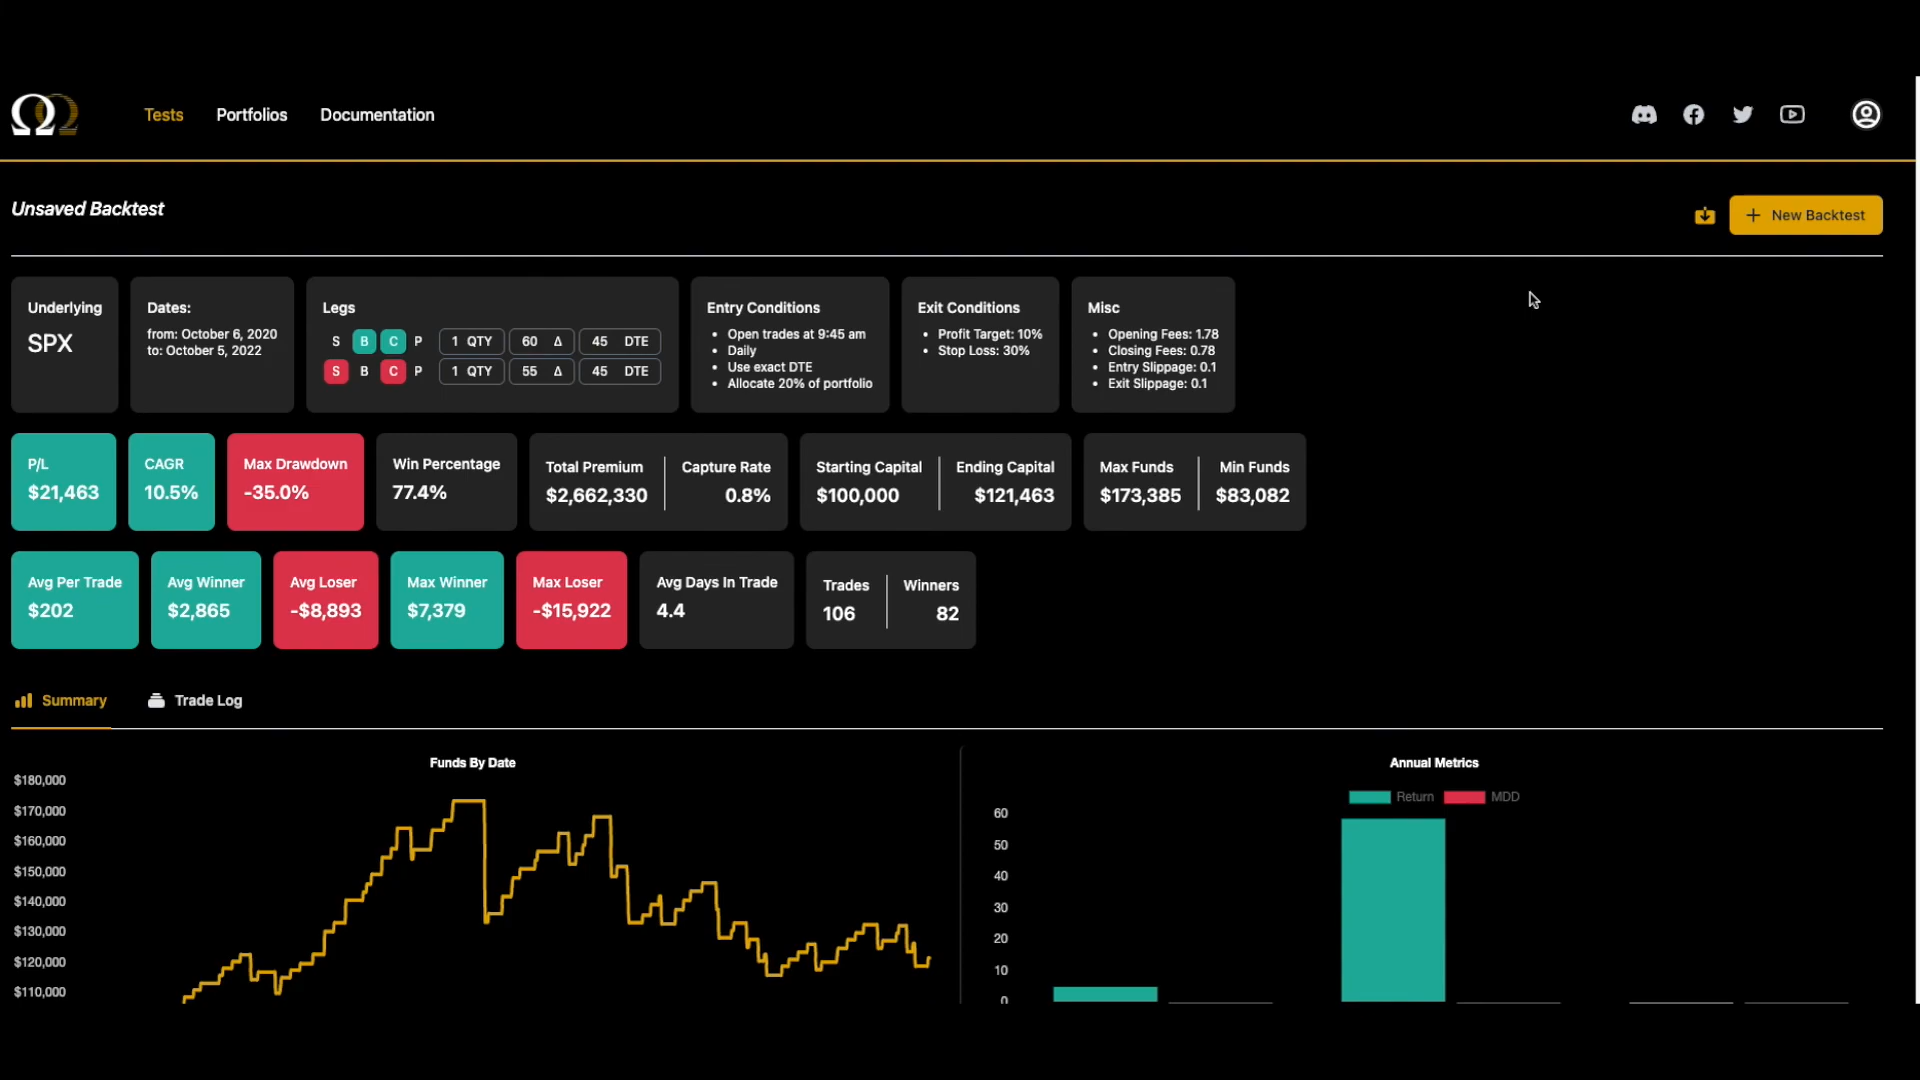 Tests
Portfolios
Documentation
Unsaved Backtest
New Backtest
Underlying
SPX
Dates:
from: October 6, 2020
to: October 5, 2022
Legs
S B C P 1 QTY 60 Δ 45 DTE
S B C P 1 QTY 55 Δ 45 DTE
Entry Conditions
• Open trades at 9:45 am
• Daily
• Use exact DTE
• Allocate 20% of portfolio
Exit Conditions
• Profit Target: 10%
• Stop Loss: 30%
Misc
• Opening Fees: 1.78
• Closing Fees: 0.78
• Entry Slippage: 0.1
• Exit Slippage: 0.1
P/L
$21,463
CAGR
10.5%
Max Drawdown
-35.0%
Win Percentage
77.4%
Total Premium
$2,662,330
Capture Rate
0.8%
Starting Capital
$100,000
Ending Capital
$121,463
Max Funds
$173,385
Min Funds
$83,082
Avg Per Trade
$202
Avg Winner
$2,865
Avg Loser
-$8,893
Max Winner
$7,379
Max Loser
-$15,922
Avg Days In Trade
4.4
Trades
106
Winners
82
Summary
Trade Log
Funds By Date
$180,000
$170,000
$160,000
$150,000
$140,000
$130,000
$120,000
$110,000
Annual Metrics
Return
MDD
60
50
40
30
20
10
0